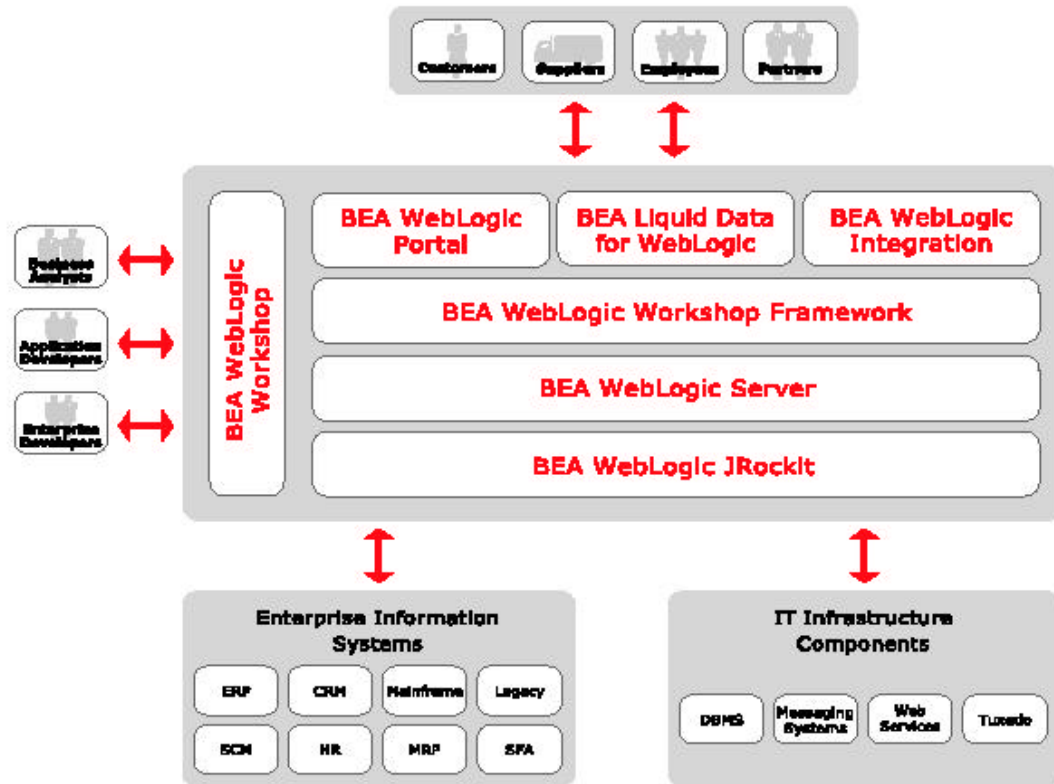 Customers
Suppliers
Employees
Partners
BEA WebLogic
Workshop
BEA WebLogic
Portal
BEA Liquid Data
for WebLogic
BEA WebLogic
Integration
BEA WebLogic Workshop Framework
BEA WebLogic Server
BEA WebLogic JRockit
Business
Analysts
Application
Developers
Enterprise
Developers
Enterprise Information
Systems
ERP
CRM
Mainframe
Legacy
SCM
HR
MRP
SFA
IT Infrastructure
Components
DBMS
Messaging
Systems
Web
Services
Tuxedo